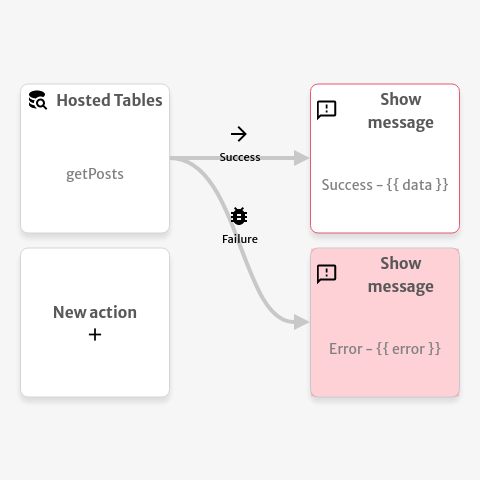 Hosted Tables
getPosts
Success
Failure
Show
message
Success - {{ data }}
New action
+
Show
message
Error - {{ error }}